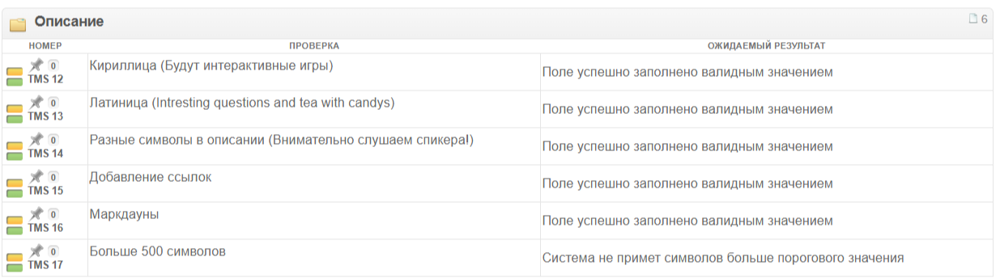 Описание
6
НОМЕР ПРОВЕРКА ОЖИДАЕМЫЙ РЕЗУЛЬТАТ
0
TMS 12
Кириллица (Будут интерактивные игры)
Поле успешно заполнено валидным значением
0
TMS 13
Латиница (Intresting questions and tea with candys)
Поле успешно заполнено валидным значением
0
TMS 14
Разные символы в описании (Внимательно слушаем спикера!)
Поле успешно заполнено валидным значением
0
TMS 15
Добавление ссылок
Поле успешно заполнено валидным значением
0
TMS 16
Маркдауны
Поле успешно заполнено валидным значением
0
TMS 17
Больше 500 символов
Система не примет символов больше порогового значения